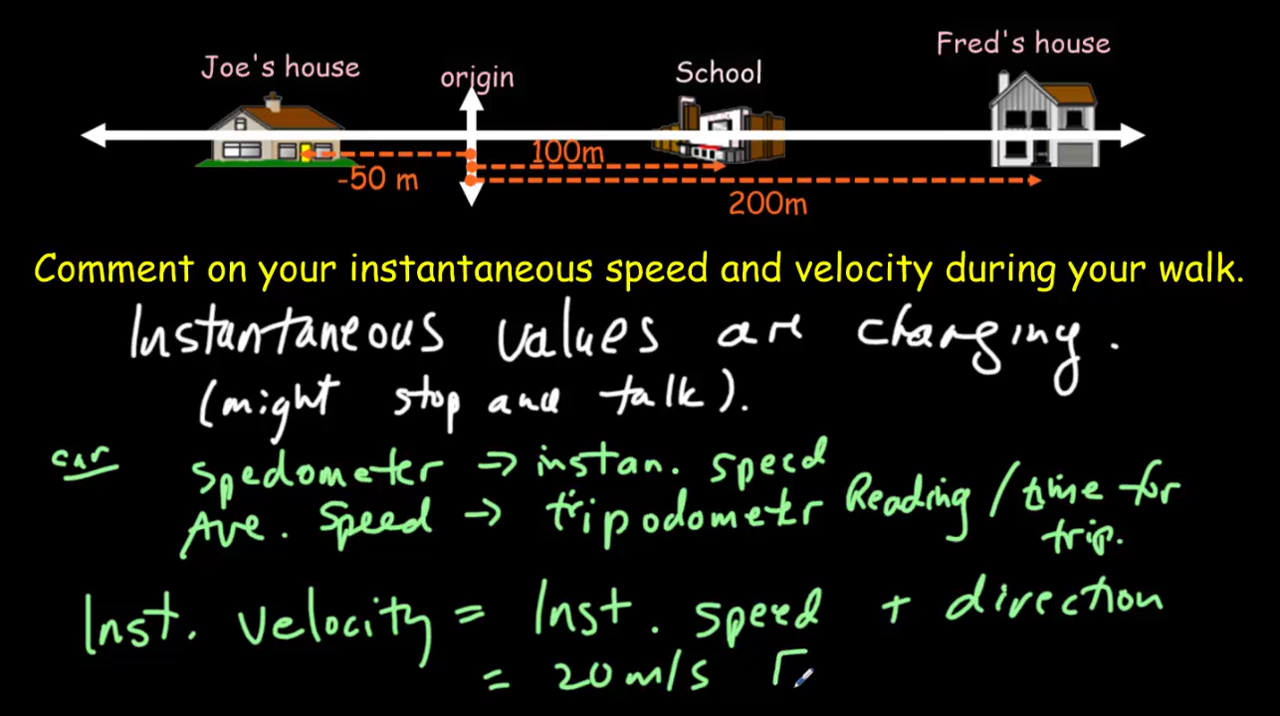 Fred's house
Joe's house
origin
School
100m
-50 m
200m
Comment on your instantaneous speed and velocity during your walk.
Instantaneous values are changing.
(might stop and talk).
car
Spedometer → instan. speed
Ave. Speed → trip odometer Reading / time for
trip.
Inst. velocity = Inst. speed + direction
= 20 m/s